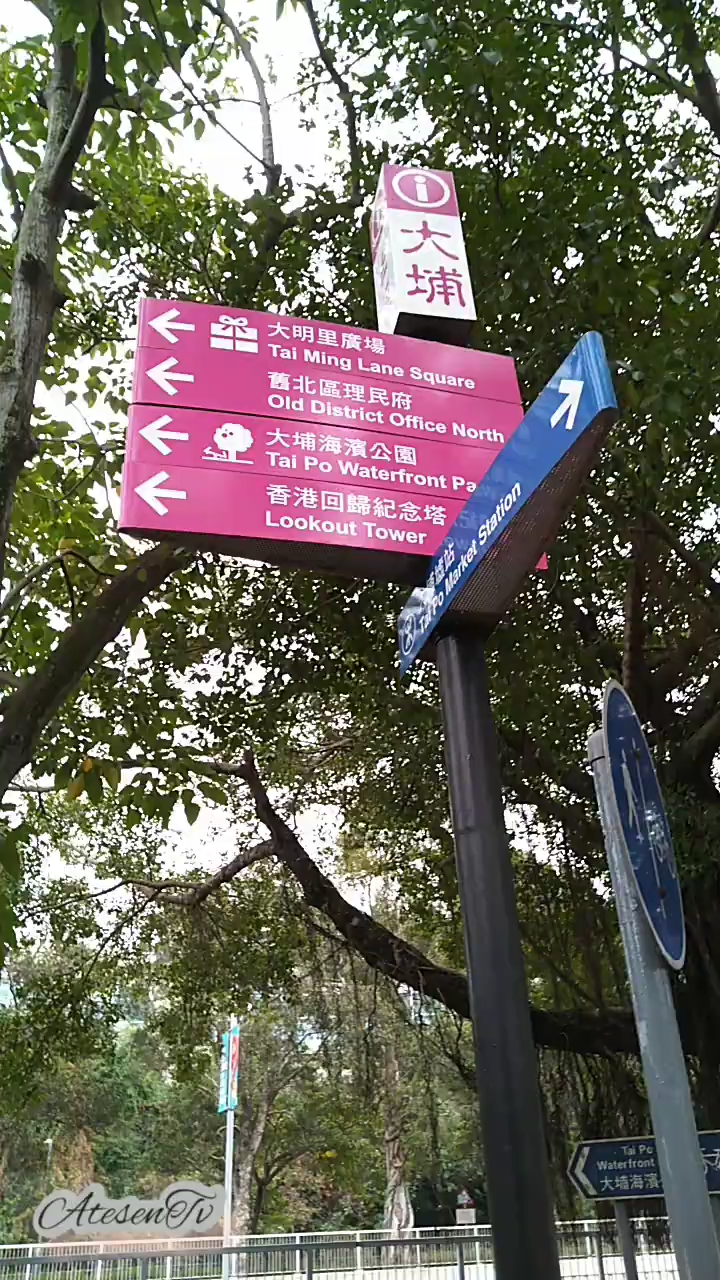 i
大
埔
大明里廣場
Tai Ming Lane Square
舊北區理民府
Old District Office North
大埔海濱公園
Tai Po Waterfront Pa
香港回歸紀念塔
Lookout Tower
墟站
Tai Po Market Station
Tai Po
Waterfront
大埔海濱
AtesenTv